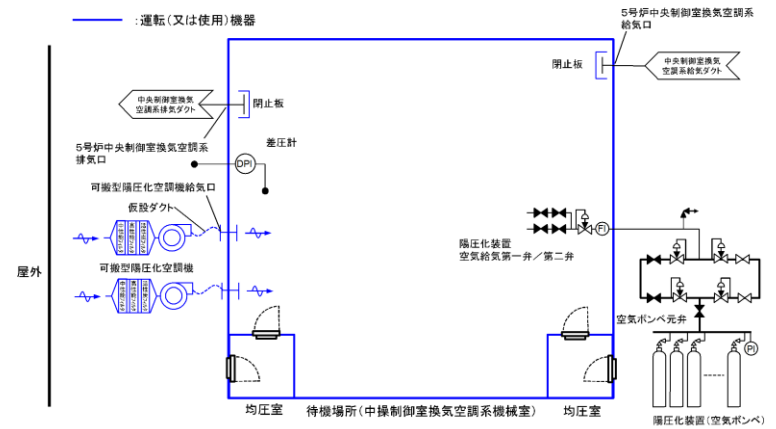 ：運転(又は使用)機器
5号炉中央制御室換気空調系
給気口
閉止板
中央制御室換気
空調系給気ダクト
中央制御室換気
空調系排気ダクト
閉止板
5号炉中央制御室換気空調系
排気口
差圧計
DPI
可搬型陽圧化空調機給気口
仮設ダクト
可搬型陽圧化空調機
屋外
陽圧化装置
空気給気第一弁／第二弁
FI
空気ボンベ元弁
PI
均圧室
待機場所(中操制御室換気空調系機械室)
均圧室
陽圧化装置(空気ボンベ)